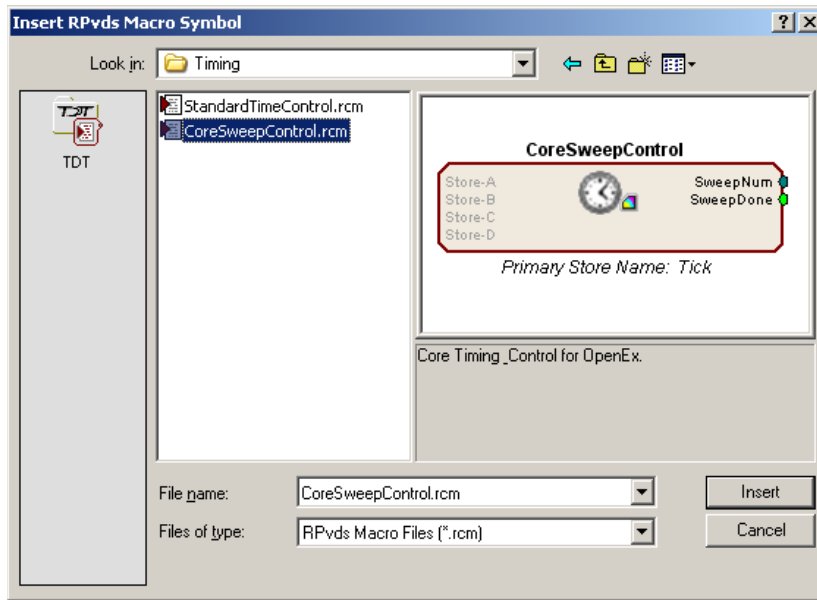 Insert RPvds Macro Symbol
Look in: Timing
TDT
TDT
StandardTimeControl.rcm
CoreSweepControl.rcm
CoreSweepControl
Store-A SweepNum
Store-B SweepDone
Store-C
Store-D
Primary Store Name: Tick
Core Timing_Control for OpenEx.
File name: CoreSweepControl.rcm Insert
Files of type: RPvds Macro Files (*.rcm) Cancel